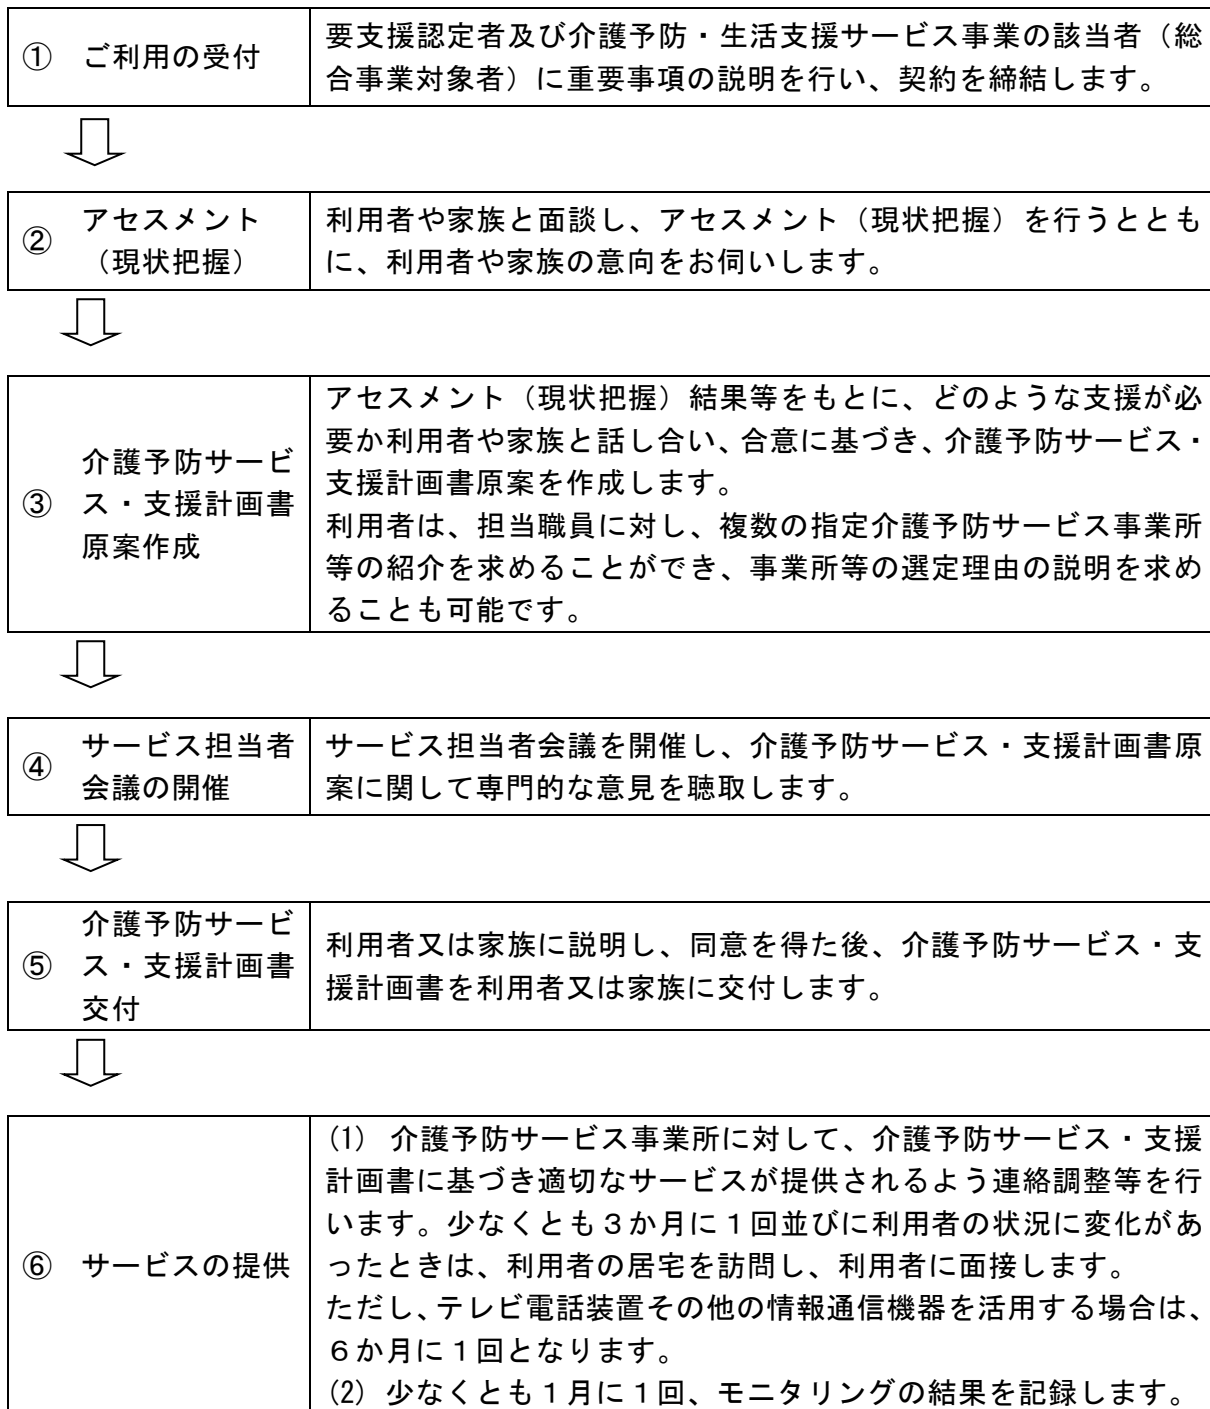 ① ご利用の受付
要支援認定者及び介護予防・生活支援サービス事業の該当者（総
合事業対象者）に重要事項の説明を行い、契約を締結します。
② アセスメント
（現状把握）
利用者や家族と面談し、アセスメント（現状把握）を行うととも
に、利用者や家族の意向をお伺いします。
③ 介護予防サービ
ス・支援計画書
原案作成
アセスメント（現状把握）結果等をもとに、どのような支援が必
要か利用者や家族と話し合い、合意に基づき、介護予防サービス・
支援計画書原案を作成します。
利用者は、担当職員に対し、複数の指定介護予防サービス事業所
等の紹介を求めることができ、事業所等の選定理由の説明を求め
ることも可能です。
④ サービス担当者
会議の開催
サービス担当者会議を開催し、介護予防サービス・支援計画書原
案に関して専門的な意見を聴取します。
⑤ 介護予防サービ
ス・支援計画書
交付
利用者又は家族に説明し、同意を得た後、介護予防サービス・支
援計画書を利用者又は家族に交付します。
⑥ サービスの提供
(1) 介護予防サービス事業所に対して、介護予防サービス・支援
計画書に基づき適切なサービスが提供されるよう連絡調整等を行
います。少なくとも３か月に１回並びに利用者の状況に変化があ
ったときは、利用者の居宅を訪問し、利用者に面接します。
ただし、テレビ電話装置その他の情報通信機器を活用する場合は、
６か月に１回となります。
(2) 少なくとも１月に１回、モニタリングの結果を記録します。